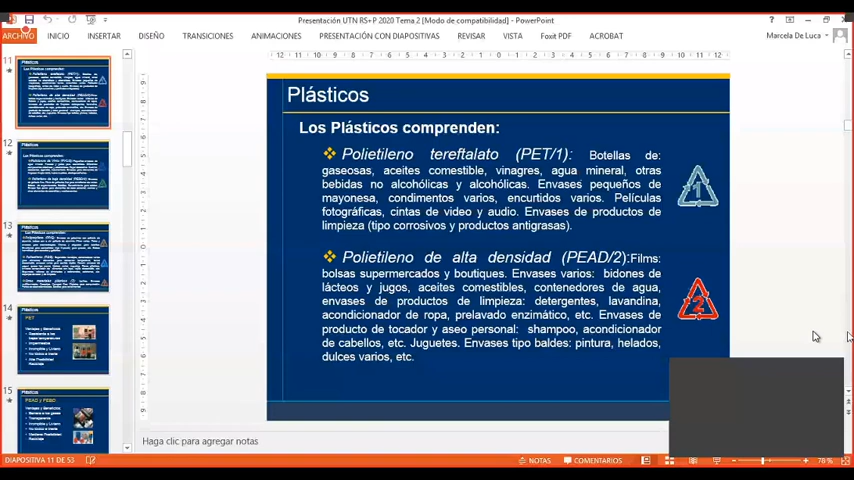 Presentación UTN RS+P 2020 Tema 2 [Modo de compatibilidad] - PowerPoint
ARCHIVO INICIO INSERTAR DISEÑO TRANSICIONES ANIMACIONES PRESENTACIÓN CON DIAPOSITIVAS REVISAR VISTA Foxit PDF ACROBAT Marcela De Luca
11
12
13
14
15
Plásticos
Los Plásticos comprenden:
Polietileno tereftalato (PET/1): Botellas de:
gaseosas, aceites comestible, vinagres, agua mineral, otras
bebidas no alcohólicas y alcohólicas. Envases pequeños de
mayonesa, condimentos varios, encurtidos varios. Películas
fotográficas, cintas de video y audio. Envases de productos de
limpieza (tipo corrosivos y productos antigrasas).
1
Polietileno de alta densidad (PEAD/2):Films:
bolsas supermercados y boutiques. Envases varios: bidones de
lácteos y jugos, aceites comestibles, contenedores de agua,
envases de productos de limpieza: detergentes, lavandina,
acondicionador de ropa, prelavado enzimático, etc. Envases de
producto de tocador y aseo personal: shampoo, acondicionador
de cabellos, etc. Juguetes. Envases tipo baldes: pintura, helados,
dulces varios, etc.
2
Haga clic para agregar notas
DIAPOSITIVA 11 DE 53 NOTAS COMENTARIOS 78 %